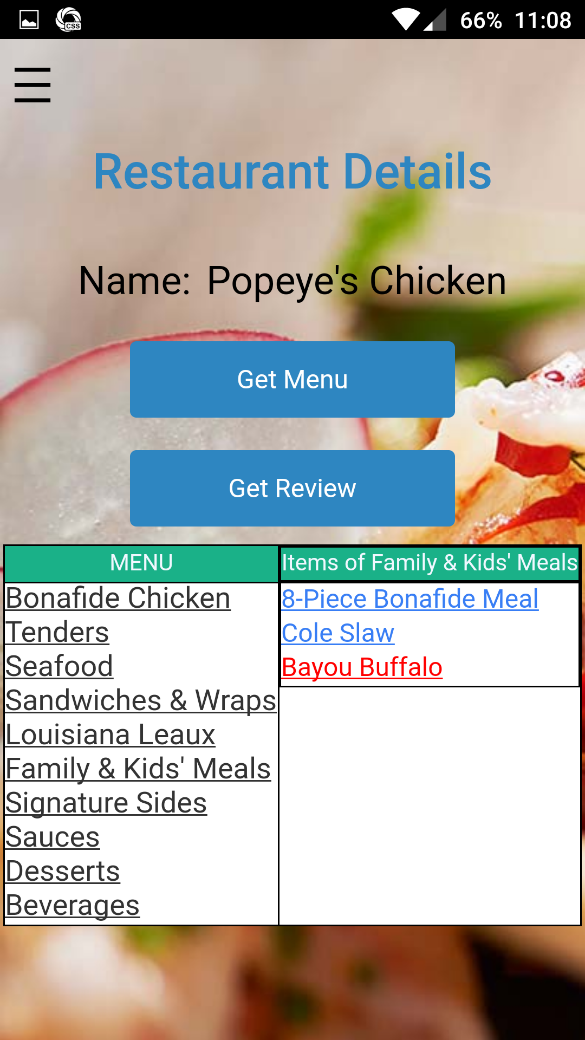 CSS
66% 11:08
Restaurant Details
Name: Popeye's Chicken
Get Menu
Get Review
MENU
Bonafide Chicken
Tenders
Seafood
Sandwiches & Wraps
Louisiana Leaux
Family & Kids' Meals
Signature Sides
Sauces
Desserts
Beverages
Items of Family & Kids' Meals
8-Piece Bonafide Meal
Cole Slaw
Bayou Buffalo